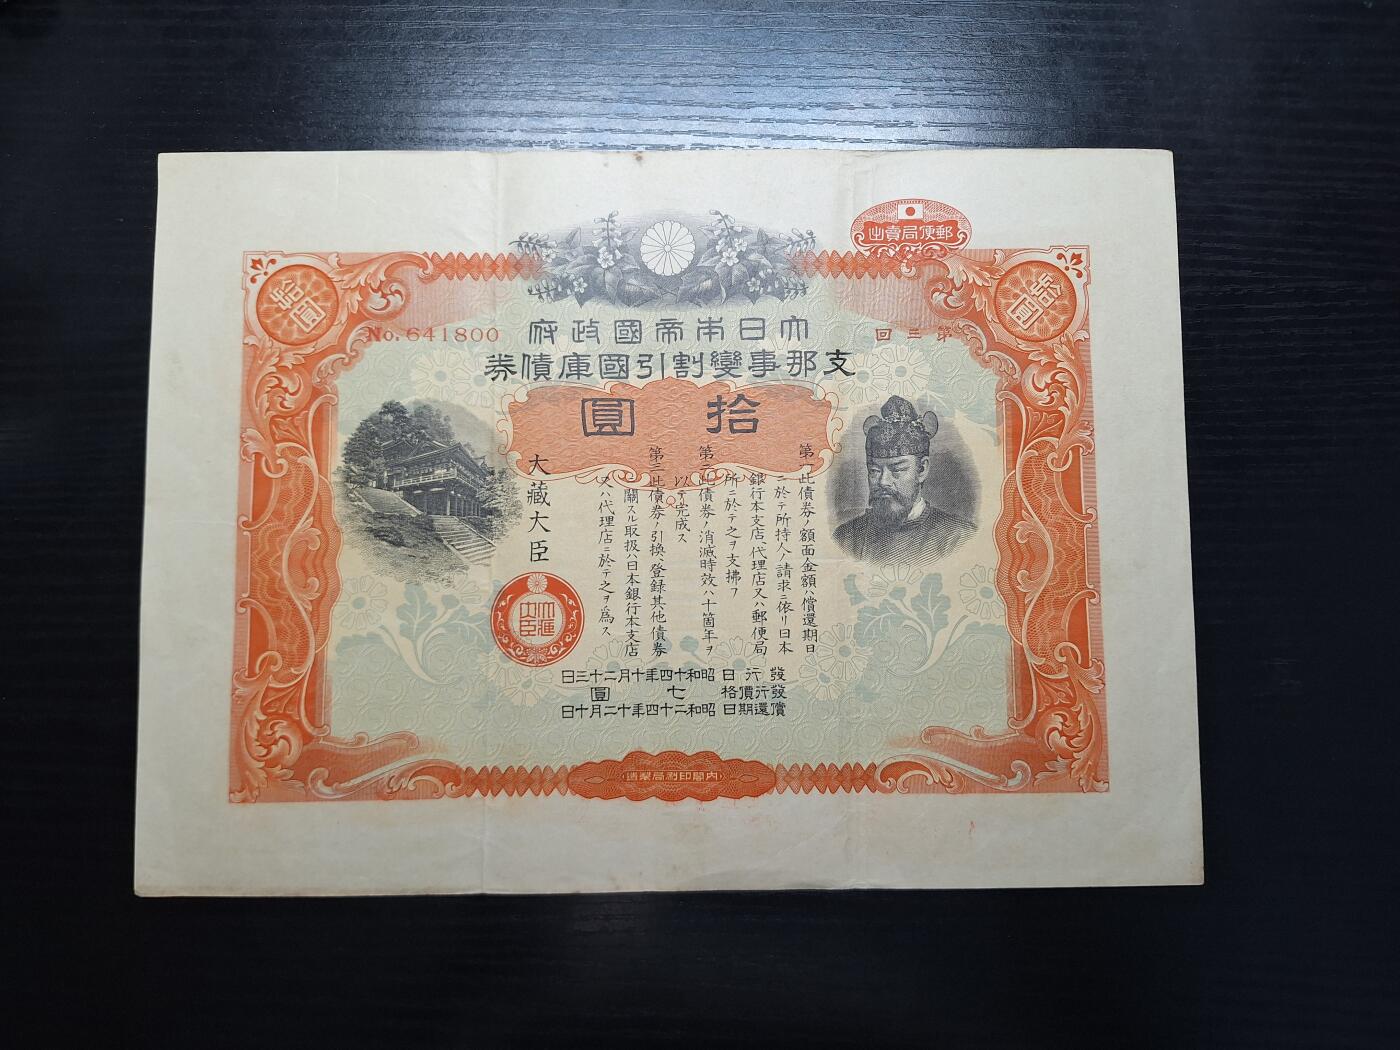 郵便局賣出
拾圓
拾圓
第三回
No. 641800
大日本帝國政府
支那事變割引國庫債券
拾圓
第一此債券ノ額面金額ハ償還期日
ニ於テ所持人ノ請求ニ依リ日本
銀行本支店、代理店又ハ郵便局
所ニ於テ之ヲ支拂フ
第二此債券ノ消滅時效ハ十箇年ヲ
以テ完成ス
第三此債券ノ引換、登録其他債券
ニ關スル取扱ハ日本銀行本支店
又ハ代理店ニ於テ之ヲ爲ス
大藏大臣
大藏大臣
發行日 昭和十四年十月二十三日
發行價格 七圓
償還期日 昭和二十四年十二月十日
內閣印刷局製造